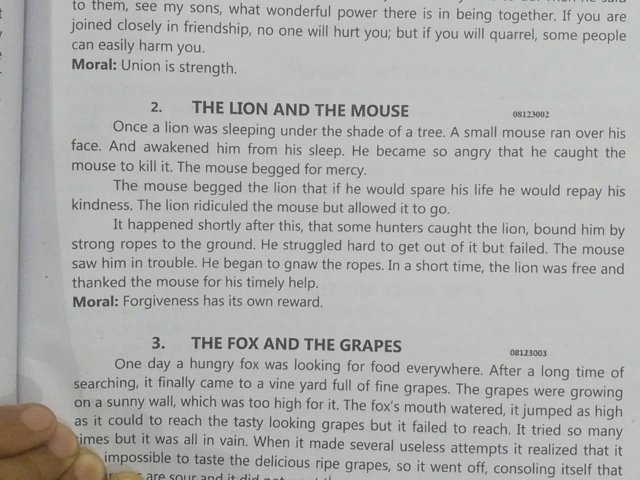 to them, see my sons, what wonderful power there is in being together. If you are
joined closely in friendship, no one will hurt you; but if you will quarrel, some people
can easily harm you.
Moral: Union is strength.
2. THE LION AND THE MOUSE 08123002
Once a lion was sleeping under the shade of a tree. A small mouse ran over his
face. And awakened him from his sleep. He became so angry that he caught the
mouse to kill it. The mouse begged for mercy.
The mouse begged the lion that if he would spare his life he would repay his
kindness. The lion ridiculed the mouse but allowed it to go.
It happened shortly after this, that some hunters caught the lion, bound him by
strong ropes to the ground. He struggled hard to get out of it but failed. The mouse
saw him in trouble. He began to gnaw the ropes. In a short time, the lion was free and
thanked the mouse for his timely help.
Moral: Forgiveness has its own reward.
3. THE FOX AND THE GRAPES 08123003
One day a hungry fox was looking for food everywhere. After a long time of
searching, it finally came to a vine yard full of fine grapes. The grapes were growing
on a sunny wall, which was too high for it. The fox's mouth watered, it jumped as high
as it could to reach the tasty looking grapes but it failed to reach. It tried so many
times but it was all in vain. When it made several useless attempts it realized that it
impossible to taste the delicious ripe grapes, so it went off, consoling itself that
are sour and it did not